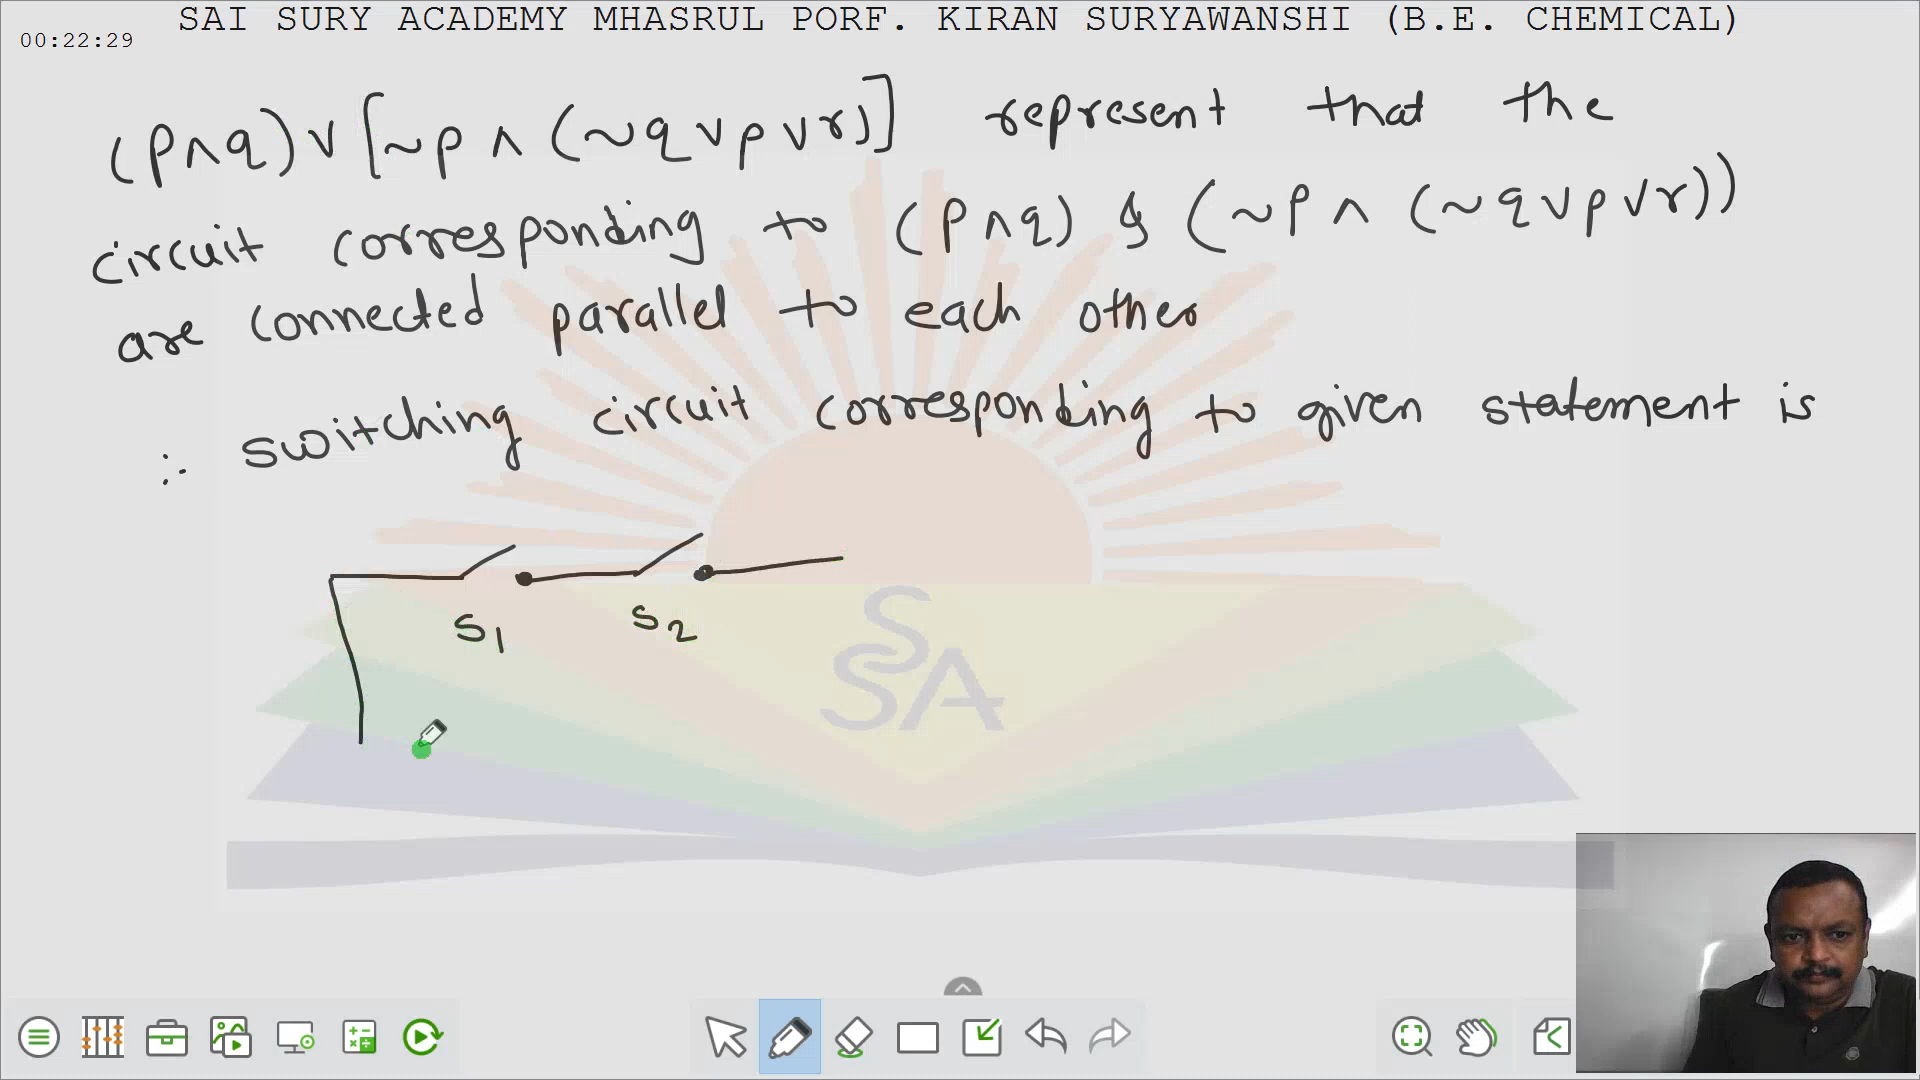 SAI SURY ACADEMY MHASRUL PORF. KIRAN SURYAWANSHI (B.E. CHEMICAL)
00:22:29
(p∧q)∨[~p∧(~q∨p∨r)] represent that the
circuit corresponding to (p∧q) & (~p∧(~q∨p∨r))
are connected parallel to each other
∴ switching circuit corresponding to given statement is
S1 S2
SSA